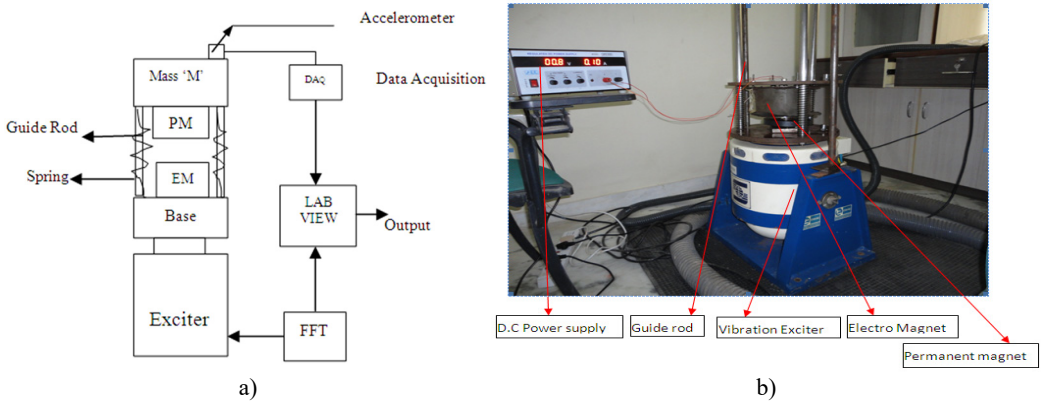 Accelerometer
Mass ‘M’
DAQ
Data Acquisition
Guide Rod
PM
Spring
EM
Base
LAB
VIEW
Output
Exciter
FFT
a)
00.8 V 0.10 A
D.C Power supply
Guide rod
Vibration Exciter
Electro Magnet
Permanent magnet
b)